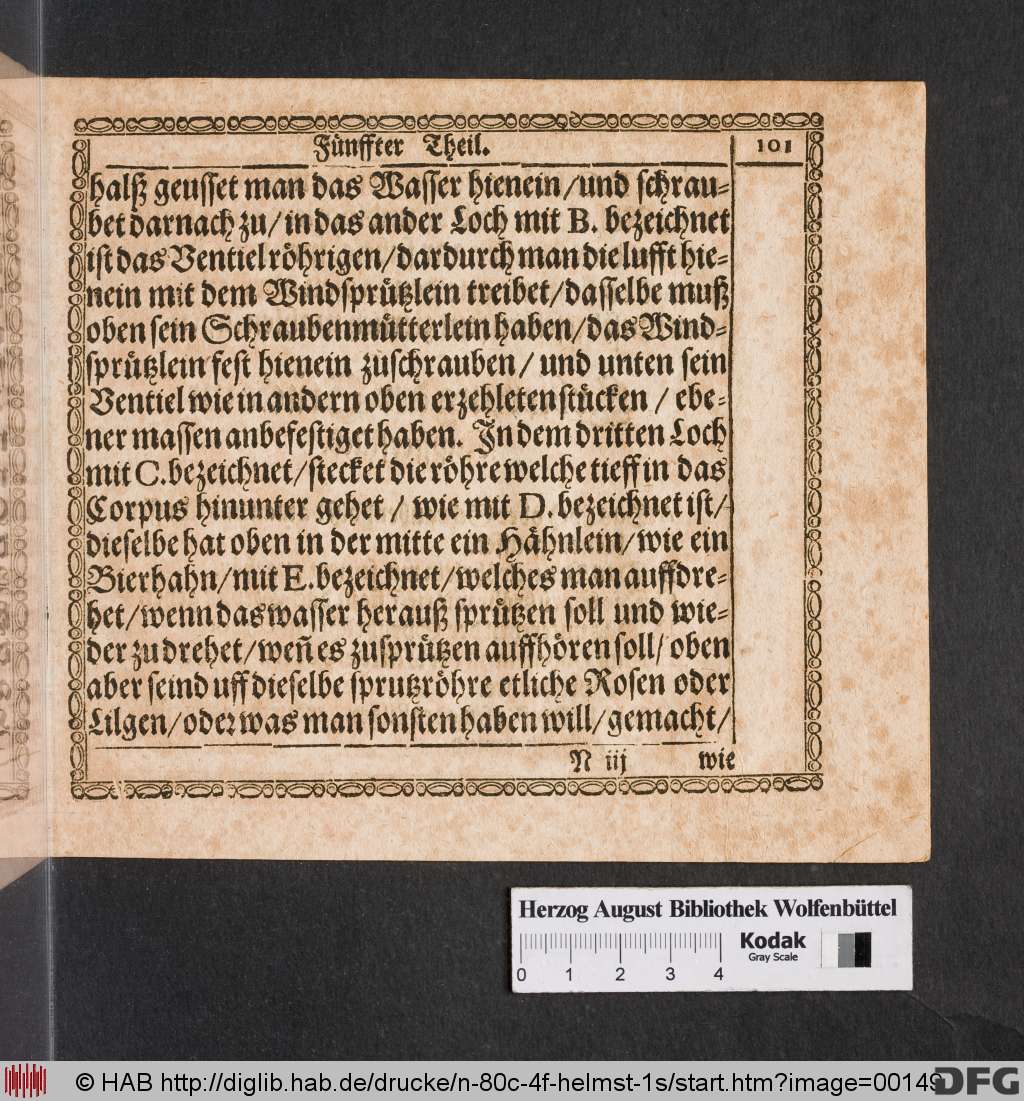 Fünffter Theil. 101
halß geusset man das Wasser hienein/und schrau⸗
bet darnach zu/in das ander Loch mit B. bezeichnet
ist das Ventiel röhrigen/dardurch man die lufft hie⸗
nein mit dem Windsprützlein treibet/dasselbe muß
oben sein Schraubenmütterlein haben/das Wind⸗
sprützlein fest hienein zuschrauben/ und unten sein
Ventiel wie in andern oben erzehleten stücken / ebe⸗
ner massen anbefestiget haben. In dem dritten Loch
mit C. bezeichnet/stecket die röhre welche tieff in das
Corpus hinunter gehet / wie mit D. bezeichnet ist/
dieselbe hat oben in der mitte ein Hähnlein/wie ein
Bierhahn/mit E. bezeichnet/welches man auffdre⸗
het/wenn das wasser herauß sprützen soll und wie⸗
der zu drehet/weñ es zusprützen auffhören soll/ oben
aber seind uff dieselbe sprutzröhre etliche Rosen oder
Lilgen/oder was man sonsten haben will/gemacht/
N iij wie
Herzog August Bibliothek Wolfenbüttel
Kodak
Gray Scale
0 1 2 3 4
© HAB http://diglib.hab.de/drucke/n-80c-4f-helmst-1s/start.htm?image=00149
DFG